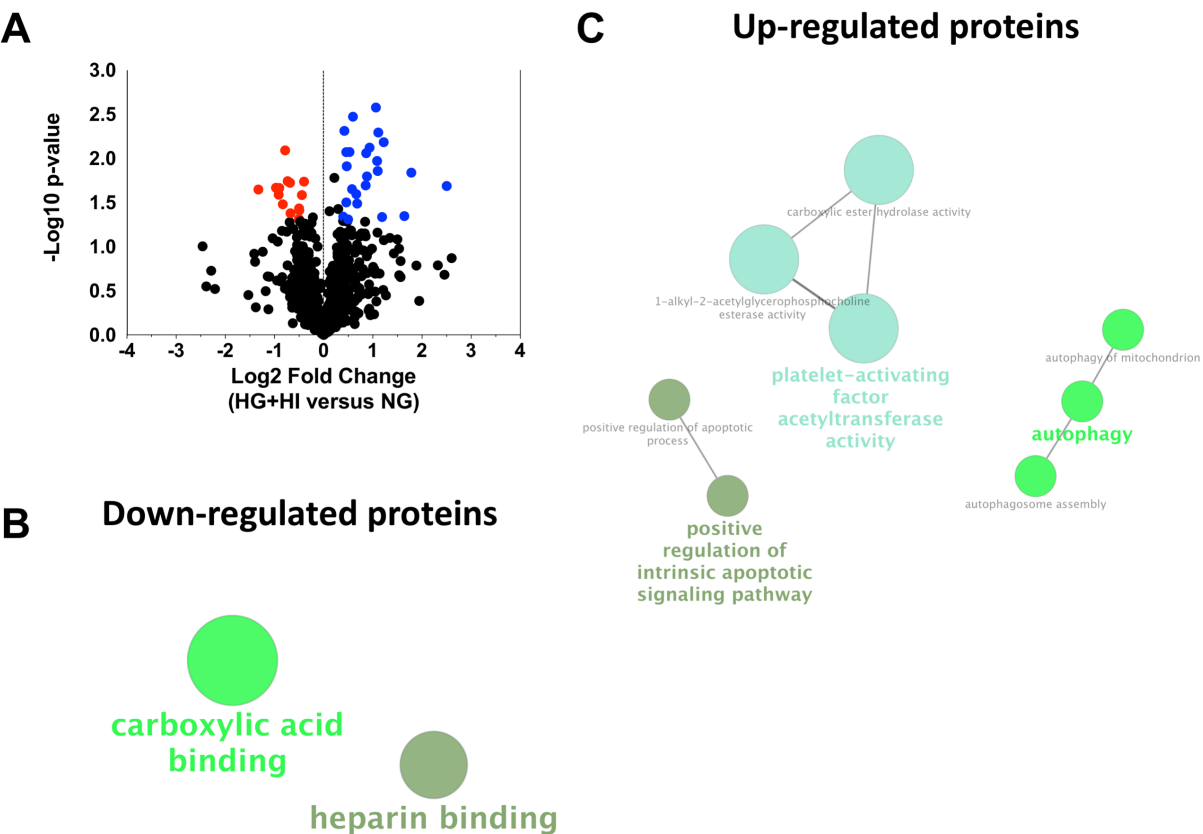 A
3.0
2.5
2.0
1.5
1.0
0.5
0.0
-Log10 p-value
-4
-3
-2
-1
0
1
2
3
4
Log2 Fold Change
(HG+HI versus NG)
B
Down-regulated proteins
carboxylic acid
binding
heparin binding
C
Up-regulated proteins
carboxylic ester hydrolase activity
1-alkyl-2-acetylglycerophosphocholine
esterase activity
platelet-activating
factor
acetyltransferase
activity
autophagy of mitochondrion
autophagy
autophagosome assembly
positive regulation of apoptotic
process
positive
regulation of
intrinsic apoptotic
signaling pathway